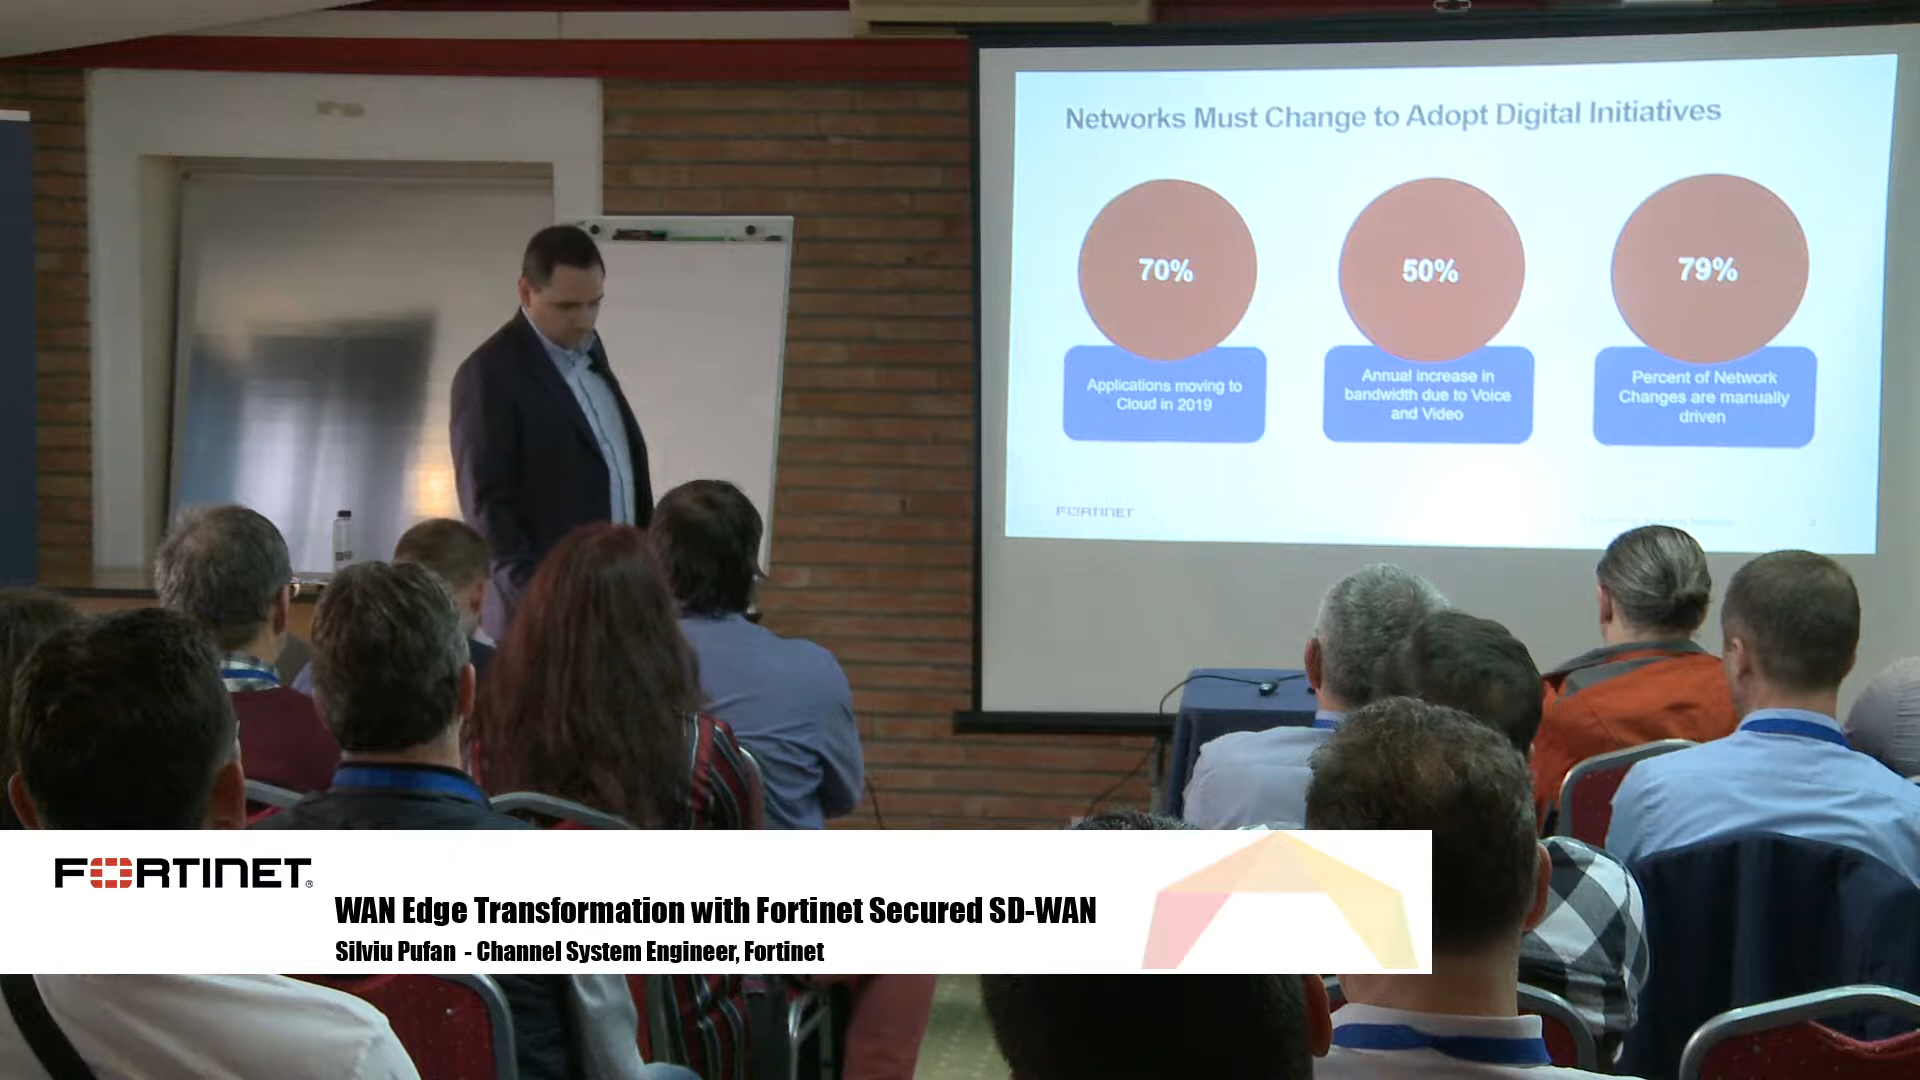 Networks Must Change to Adopt Digital Initiatives
70%
50%
79%
Applications moving to
Cloud in 2019
Annual increase in
bandwidth due to Voice
and Video
Percent of Network
Changes are manually
driven
FORTINET
FORTINET®
WAN Edge Transformation with Fortinet Secured SD-WAN
Silviu Pufan - Channel System Engineer, Fortinet